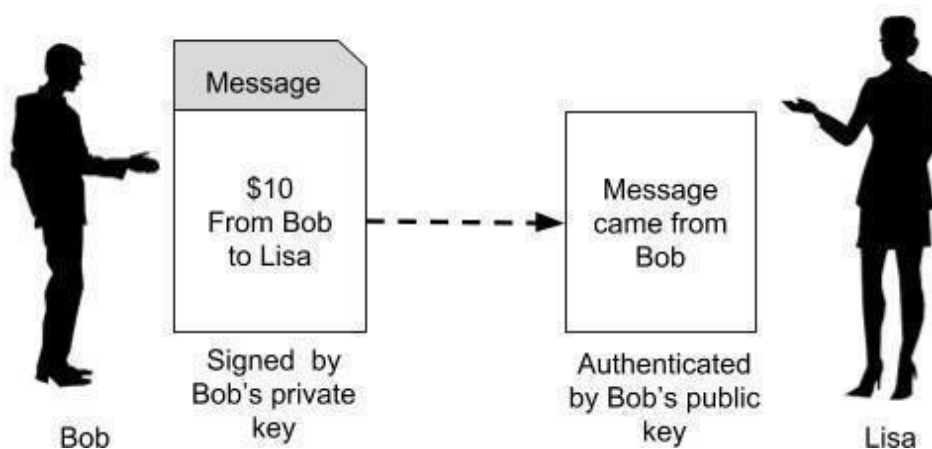 Message
$10
From Bob
to Lisa
Signed by
Bob's private
key
Bob
Message
came from
Bob
Authenticated
by Bob's public
key
Lisa